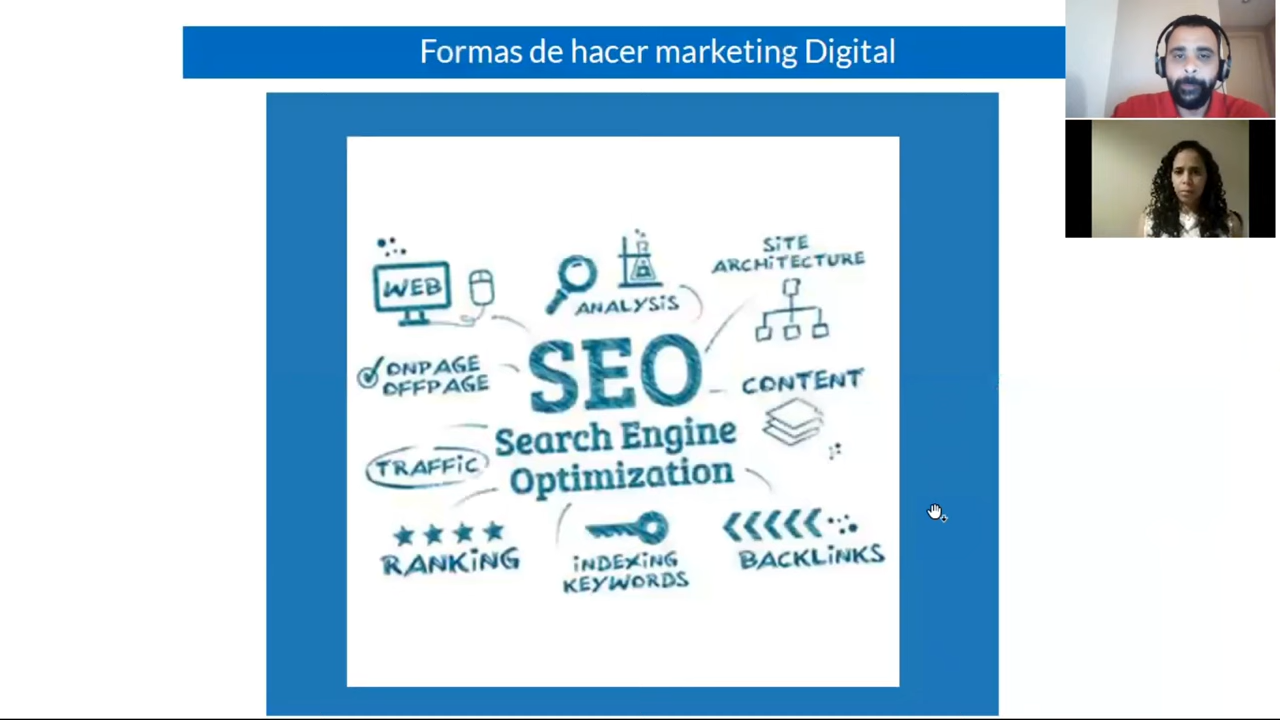 Formas de hacer marketing Digital
WEB
ANALYSiS
SiTE
ARCHiTECTURE
ONPAGE
OFFPAGE
SEO
CONTENT
Search Engine
Optimization
TRAFFiC
RANKiNG
iNDEXiNG
KEYWORDS
BACKLiNKS